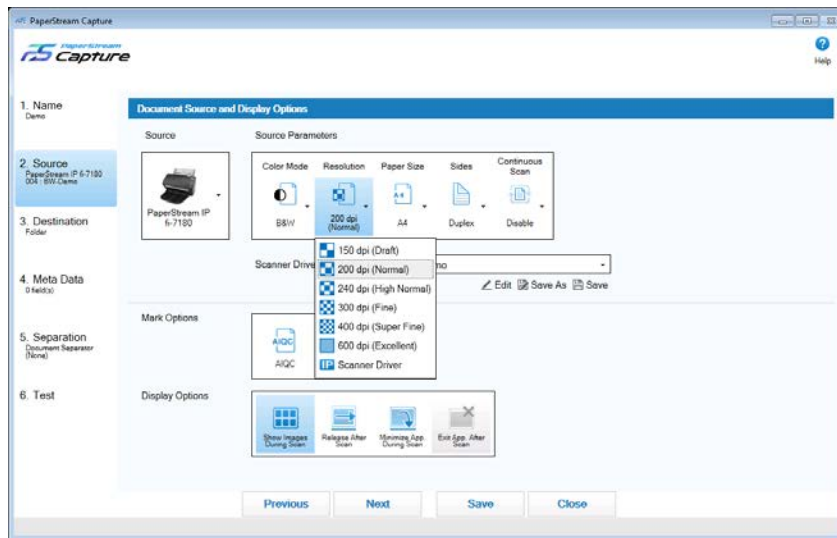 PaperStream Capture
PaperStream
Capture
Help
1. Name
Demo
Document Source and Display Options
Source
Source Parameters
2. Source
PaperStream IP fi-7180
004 : BW-Demo
PaperStream IP
fi-7180
Color Mode
Resolution
Paper Size
Sides
Continuous
Scan
A4
B&W
200 dpi
(Normal)
A4
Duplex
Disable
3. Destination
Folder
150 dpi (Draft)
200 dpi (Normal)
240 dpi (High Normal)
300 dpi (Fine)
400 dpi (Super Fine)
600 dpi (Excellent)
IP Scanner Driver
Scanner Drive
mo
Edit
Save As
Save
4. Meta Data
0 field(s)
Mark Options
AIQC
AIQC
5. Separation
Document Separator
(None)
6. Test
Display Options
Show Images
During Scan
Relapse After
Scan
Minimize App.
During Scan
Exit App. After
Scan
Previous
Next
Save
Close